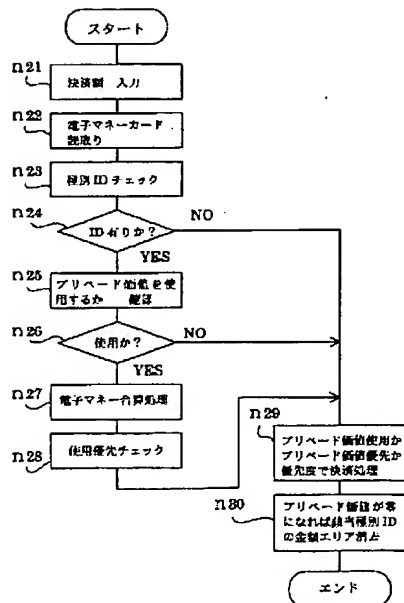 スタート
n21
決済額 入力
n22
電子マネーカード
読取り
n23
種別IDチェック
n24
ID有りか?
NO
YES
n25
プリペード価値を使
用するか 確認
n26
使用か?
NO
YES
n27
電子マネー合算処理
n28
使用優先チェック
n29
プリペード価値使用か
プリペード価値優先か
優先度で決済処理
n30
プリペード価値が零
になれば該当種別ID
の金額エリア消去
エンド